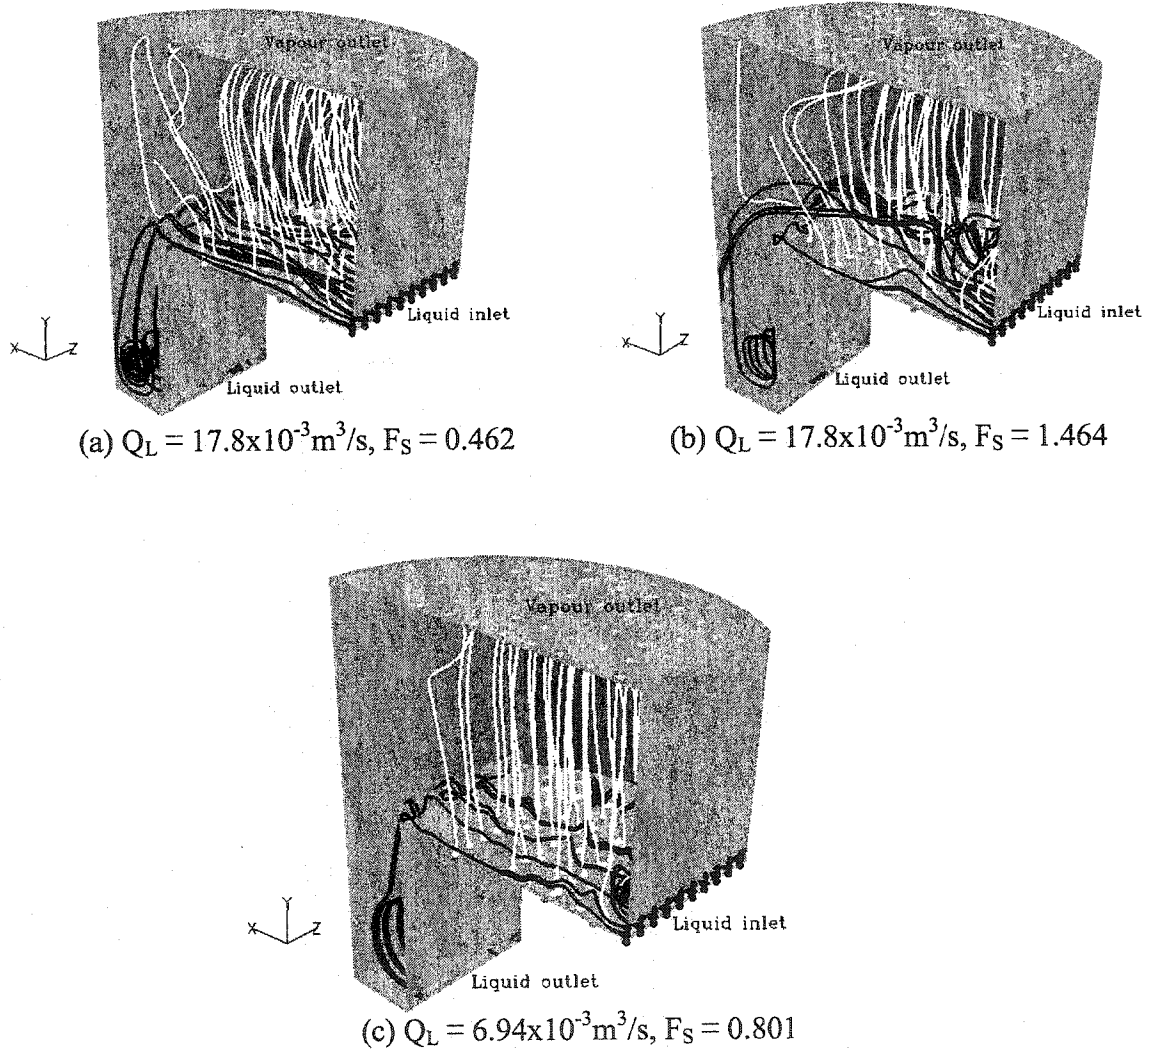 Vapour outlet
Vapour outlet
Liquid inlet
Liquid inlet
Y
X
Z
Y
X
Z
Liquid outlet
Liquid outlet
(a) Q_L = 17.8x10^-3m^3/s, F_S = 0.462
(b) Q_L = 17.8x10^-3m^3/s, F_S = 1.464
Vapour outlet
Y
X
Z
Liquid inlet
Liquid outlet
(c) Q_L = 6.94x10^-3m^3/s, F_S = 0.801